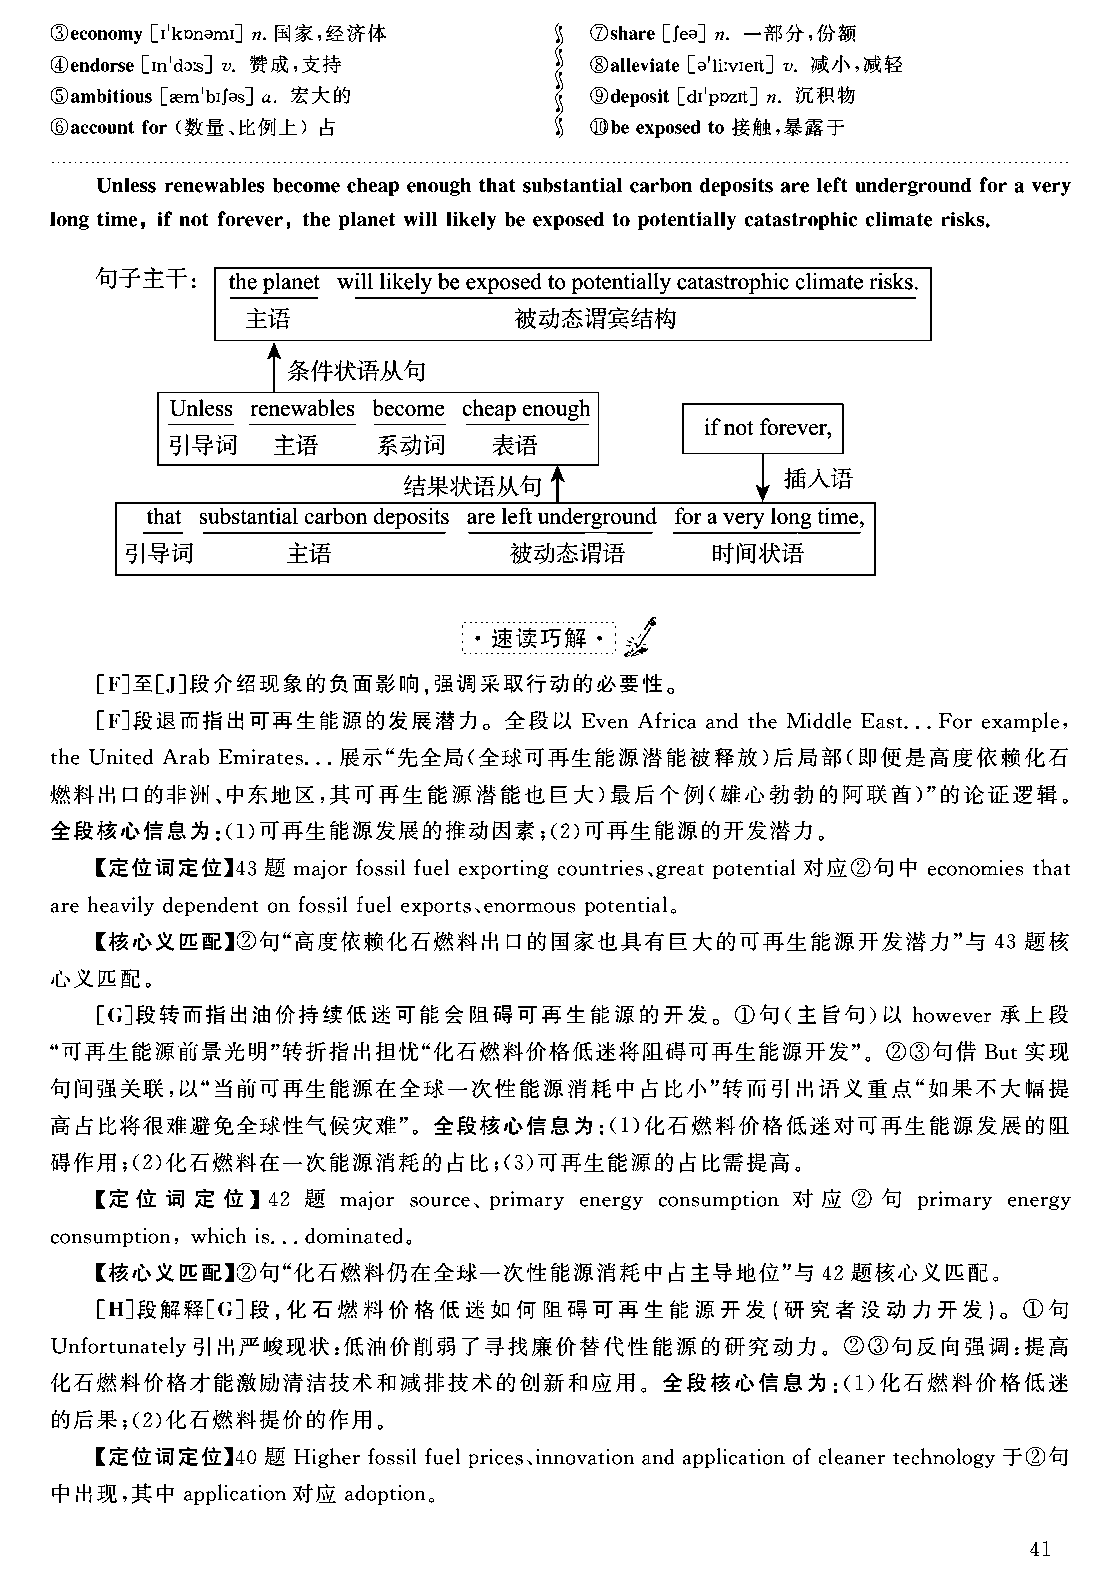 ③economy [ɪˈkɒnəmɪ] n. 国家,经济体
④endorse [ɪnˈdɔːs] v. 赞成,支持
⑤ambitious [æmˈbɪʃəs] a. 宏大的
⑥account for (数量、比例上) 占
⑦share [ʃeə] n. 一部分,份额
⑧alleviate [əˈliːvɪeɪt] v. 减小,减轻
⑨deposit [dɪˈpɒzɪt] n. 沉积物
⑩be exposed to 接触,暴露于
Unless renewables become cheap enough that substantial carbon deposits are left underground for a very
long time, if not forever, the planet will likely be exposed to potentially catastrophic climate risks.
句子主干: the planet will likely be exposed to potentially catastrophic climate risks.
主语 被动态谓宾结构
条件状语从句
Unless renewables become cheap enough
引导词 主语 系动词 表语
if not forever,
结果状语从句 插入语
that substantial carbon deposits are left underground for a very long time,
引导词 主语 被动态谓语 时间状语
·速读巧解·
[F]至[J]段介绍现象的负面影响,强调采取行动的必要性。
[F]段退而指出可再生能源的发展潜力。全段以 Even Africa and the Middle East...For example,
the United Arab Emirates...展示“先全局(全球可再生能源潜能被释放)后局部(即便是高度依赖化石
燃料出口的非洲、中东地区,其可再生能源潜能也巨大)最后个例(雄心勃勃的阿联酋)”的论证逻辑。
全段核心信息为:(1)可再生能源发展的推动因素;(2)可再生能源的开发潜力。
【定位词定位】43 题 major fossil fuel exporting countries、great potential 对应②句中 economies that
are heavily dependent on fossil fuel exports、enormous potential。
【核心义匹配】②句“高度依赖化石燃料出口的国家也具有巨大的可再生能源开发潜力”与 43 题核
心义匹配。
[G]段转而指出油价持续低迷可能会阻碍可再生能源的开发。①句(主旨句)以 however 承上段
“可再生能源前景光明”转折指出担忧“化石燃料价格低迷将阻碍可再生能源开发”。②③句借 But 实现
句间强关联,以“当前可再生能源在全球一次性能源消耗中占比小”转而引出语义重点“如果不大幅提
高占比将很难避免全球性气候灾难”。全段核心信息为:(1)化石燃料价格低迷对可再生能源发展的阻
碍作用;(2)化石燃料在一次能源消耗的占比;(3)可再生能源的占比需提高。
【定位词定位】42 题 major source、primary energy consumption 对应②句 primary energy
consumption, which is...dominated。
【核心义匹配】②句“化石燃料仍在全球一次性能源消耗中占主导地位”与 42 题核心义匹配。
[H]段解释[G]段,化石燃料价格低迷如何阻碍可再生能源开发(研究者没动力开发)。①句
Unfortunately 引出严峻现状:低油价削弱了寻找廉价替代性能源的研究动力。②③句反向强调:提高
化石燃料价格才能激励清洁技术和减排技术的创新和应用。全段核心信息为:(1)化石燃料价格低迷
的后果;(2)化石燃料提价的作用。
【定位词定位】40 题 Higher fossil fuel prices、innovation and application of cleaner technology 于②句
中出现,其中 application 对应 adoption。
41